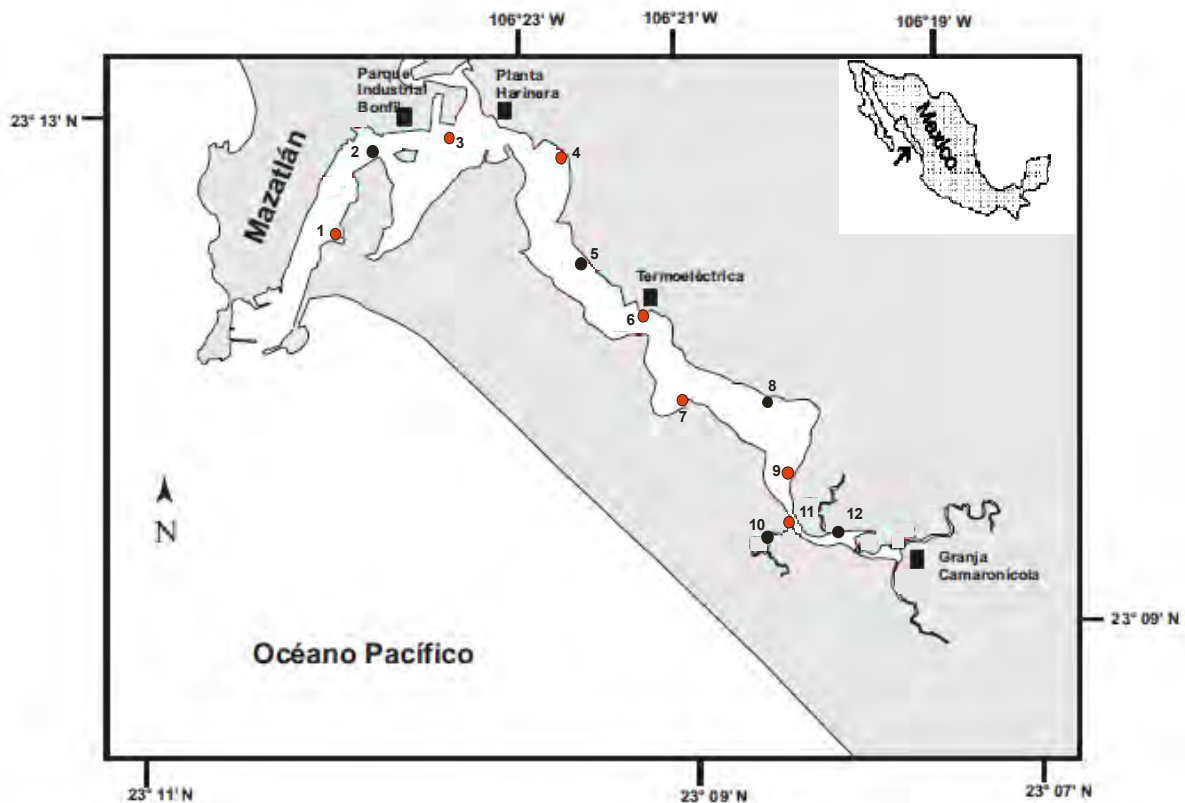 106°23' W
106°21' W
106°19' W
23° 13' N
Parque
Industrial
Bonfil
Planta
Harinera
Mexico
Mazatlán
1
2
3
4
5
Termoeléctrica
6
7
8
9
10
11
12
Granja
Camaronícola
N
Océano Pacífico
23° 09' N
23° 11' N
23° 09' N
23° 07' N